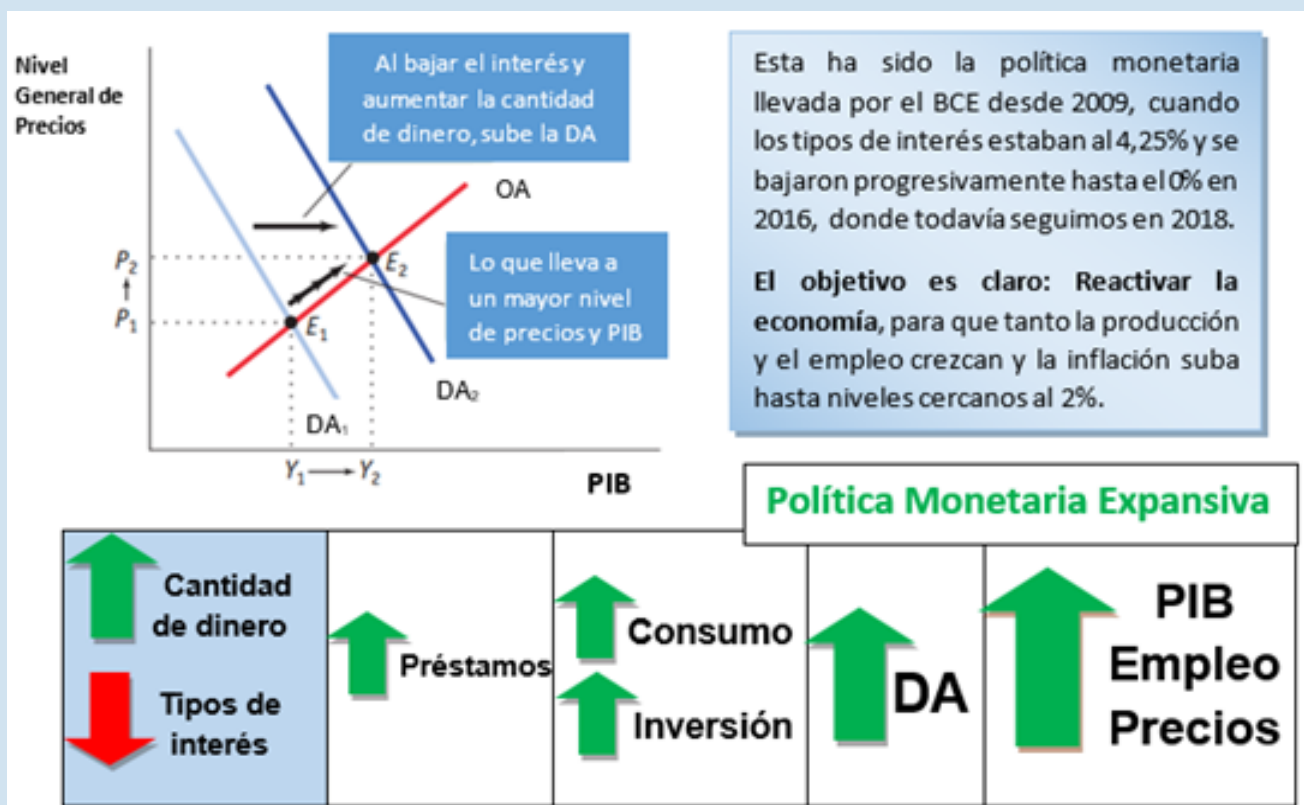 Nivel
General de
Precios
Al bajar el interés y
aumentar la cantidad
de dinero, sube la DA
OA
P₂
P₁
E₂
E₁
Lo que lleva a
un mayor nivel
de precios y PIB
DA₂
DA₁
Y₁ Y₂
PIB
Esta ha sido la política monetaria
llevada por el BCE desde 2009, cuando
los tipos de interés estaban al 4,25% y se
bajaron progresivamente hasta el 0% en
2016, donde todavía seguimos en 2018.
El objetivo es claro: Reactivar la
economía, para que tanto la producción
y el empleo crezcan y la inflación suba
hasta niveles cercanos al 2%.
Política Monetaria Expansiva
Cantidad
de dinero
Tipos de
interés
Préstamos
Consumo
Inversión
DA
PIB
Empleo
Precios